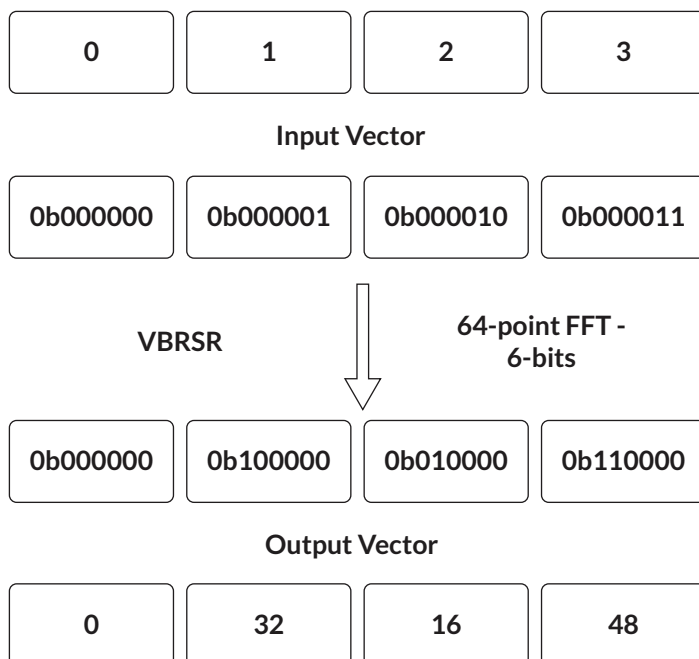 0 1 2 3
Input Vector
0b000000 0b000001 0b000010 0b000011
VBRSR
64-point FFT -
6-bits
0b000000 0b100000 0b010000 0b110000
Output Vector
0 32 16 48